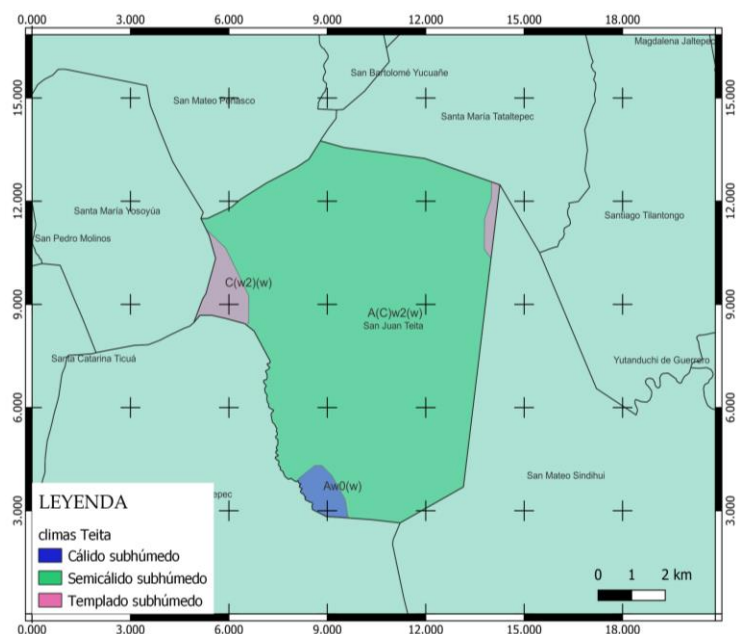 0.000 3.000 6.000 9.000 12.000 15.000 18.000
Magdalena Jaltepec
San Bartolomé Yucuañe
15.000 15.000
San Mateo Peñasco
Santa María Tataltepec
12.000 12.000
Santa María Yosoyúa
Santiago Tilantongo
San Pedro Molinos
C(w2)(w)
9.000 9.000
A(C)w2(w)
San Juan Teita
Santa Catarina Ticuá
Yutanduchi de Guerrero
6.000 6.000
San Mateo Sindihui
Aw0(w)
tepec
3.000 3.000
LEYENDA
climas Teita
Cálido subhúmedo
Semicálido subhúmedo
Templado subhúmedo
0 1 2 km
0.000 3.000 6.000 9.000 12.000 15.000 18.000